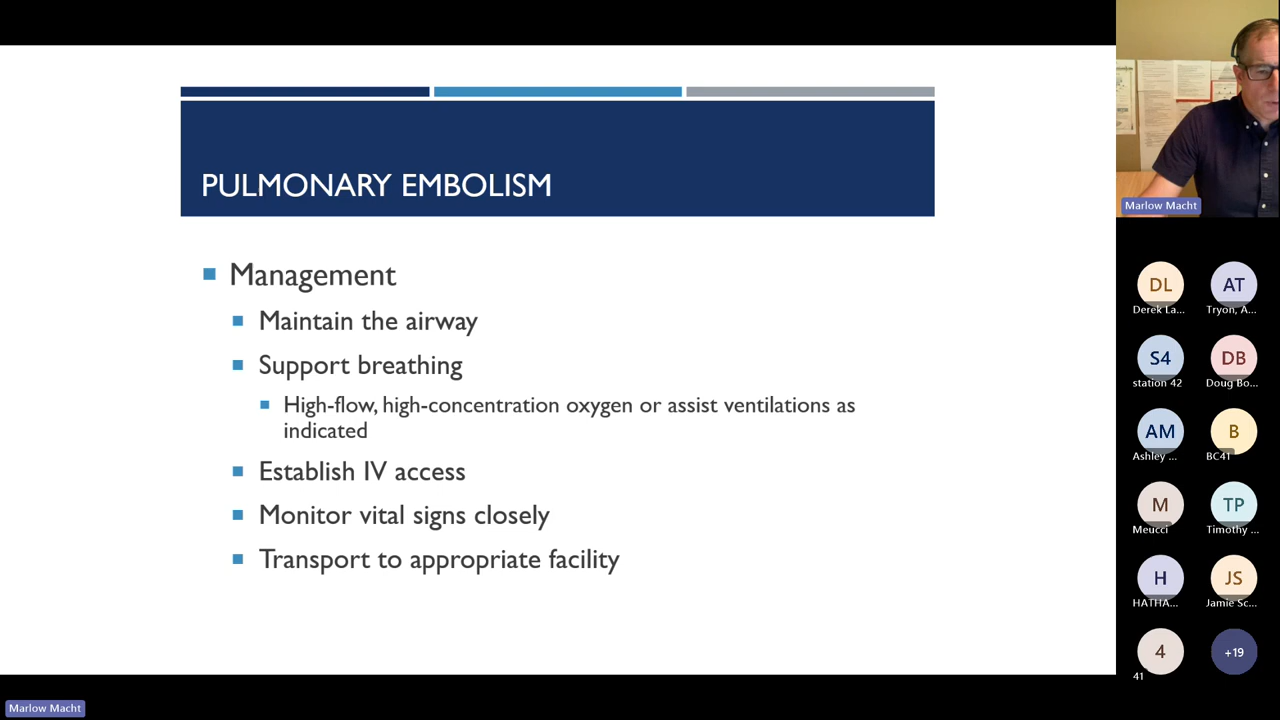 PULMONARY EMBOLISM
Management
Maintain the airway
Support breathing
High-flow, high-concentration oxygen or assist ventilations as
indicated
Establish IV access
Monitor vital signs closely
Transport to appropriate facility
Marlow Macht
DL
AT
Derek La...
Tryon, A...
S4
DB
station 42
Doug Bo...
AM
B
Ashley ...
BC41
M
TP
Meucci
Timothy ...
H
JS
HATHA...
Jamie Sc...
4
+19
41
Marlow Macht